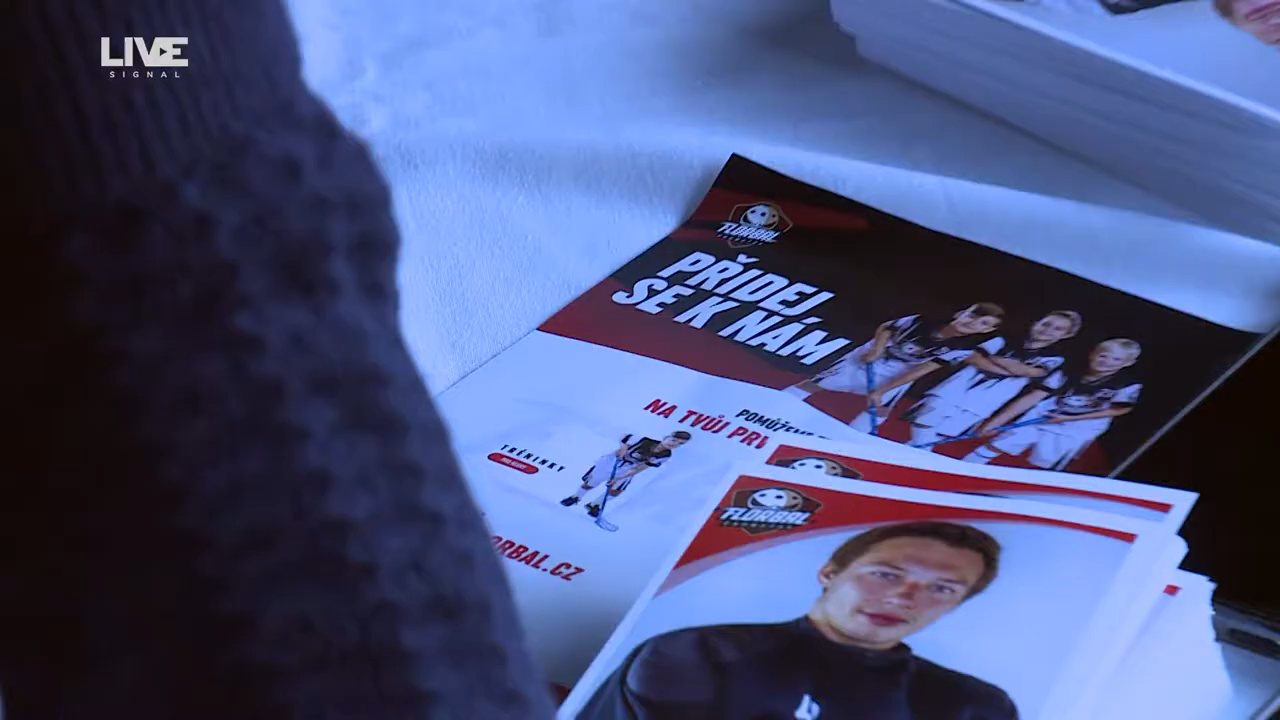 LIVE
SIGNAL
FLORBAL
PŘIDEJ
SE K NÁM
POMŮŽEME
NA TVŮJ PRV
TRÉNINKY
ORBAL.CZ
FLORBAL